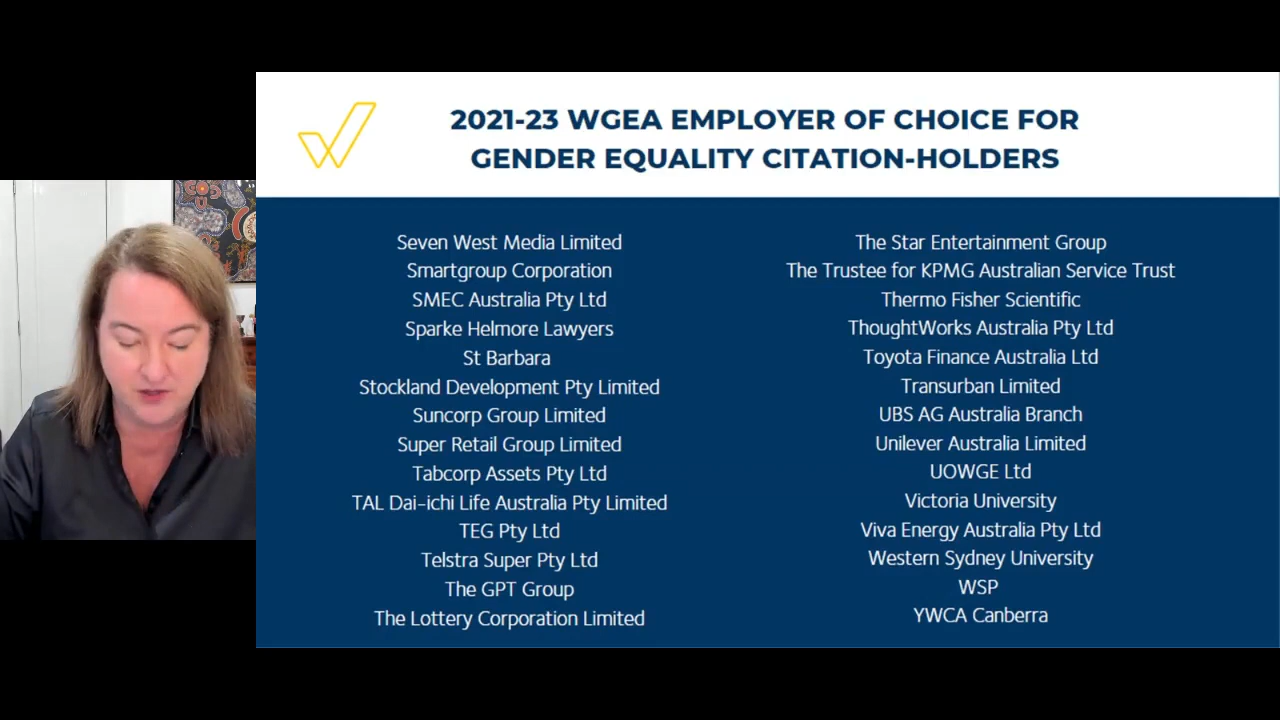 2021-23 WGEA EMPLOYER OF CHOICE FOR
GENDER EQUALITY CITATION-HOLDERS
Seven West Media Limited
Smartgroup Corporation
SMEC Australia Pty Ltd
Sparke Helmore Lawyers
St Barbara
Stockland Development Pty Limited
Suncorp Group Limited
Super Retail Group Limited
Tabcorp Assets Pty Ltd
TAL Dai-ichi Life Australia Pty Limited
TEG Pty Ltd
Telstra Super Pty Ltd
The GPT Group
The Lottery Corporation Limited
The Star Entertainment Group
The Trustee for KPMG Australian Service Trust
Thermo Fisher Scientific
ThoughtWorks Australia Pty Ltd
Toyota Finance Australia Ltd
Transurban Limited
UBS AG Australia Branch
Unilever Australia Limited
UOWGE Ltd
Victoria University
Viva Energy Australia Pty Ltd
Western Sydney University
WSP
YWCA Canberra